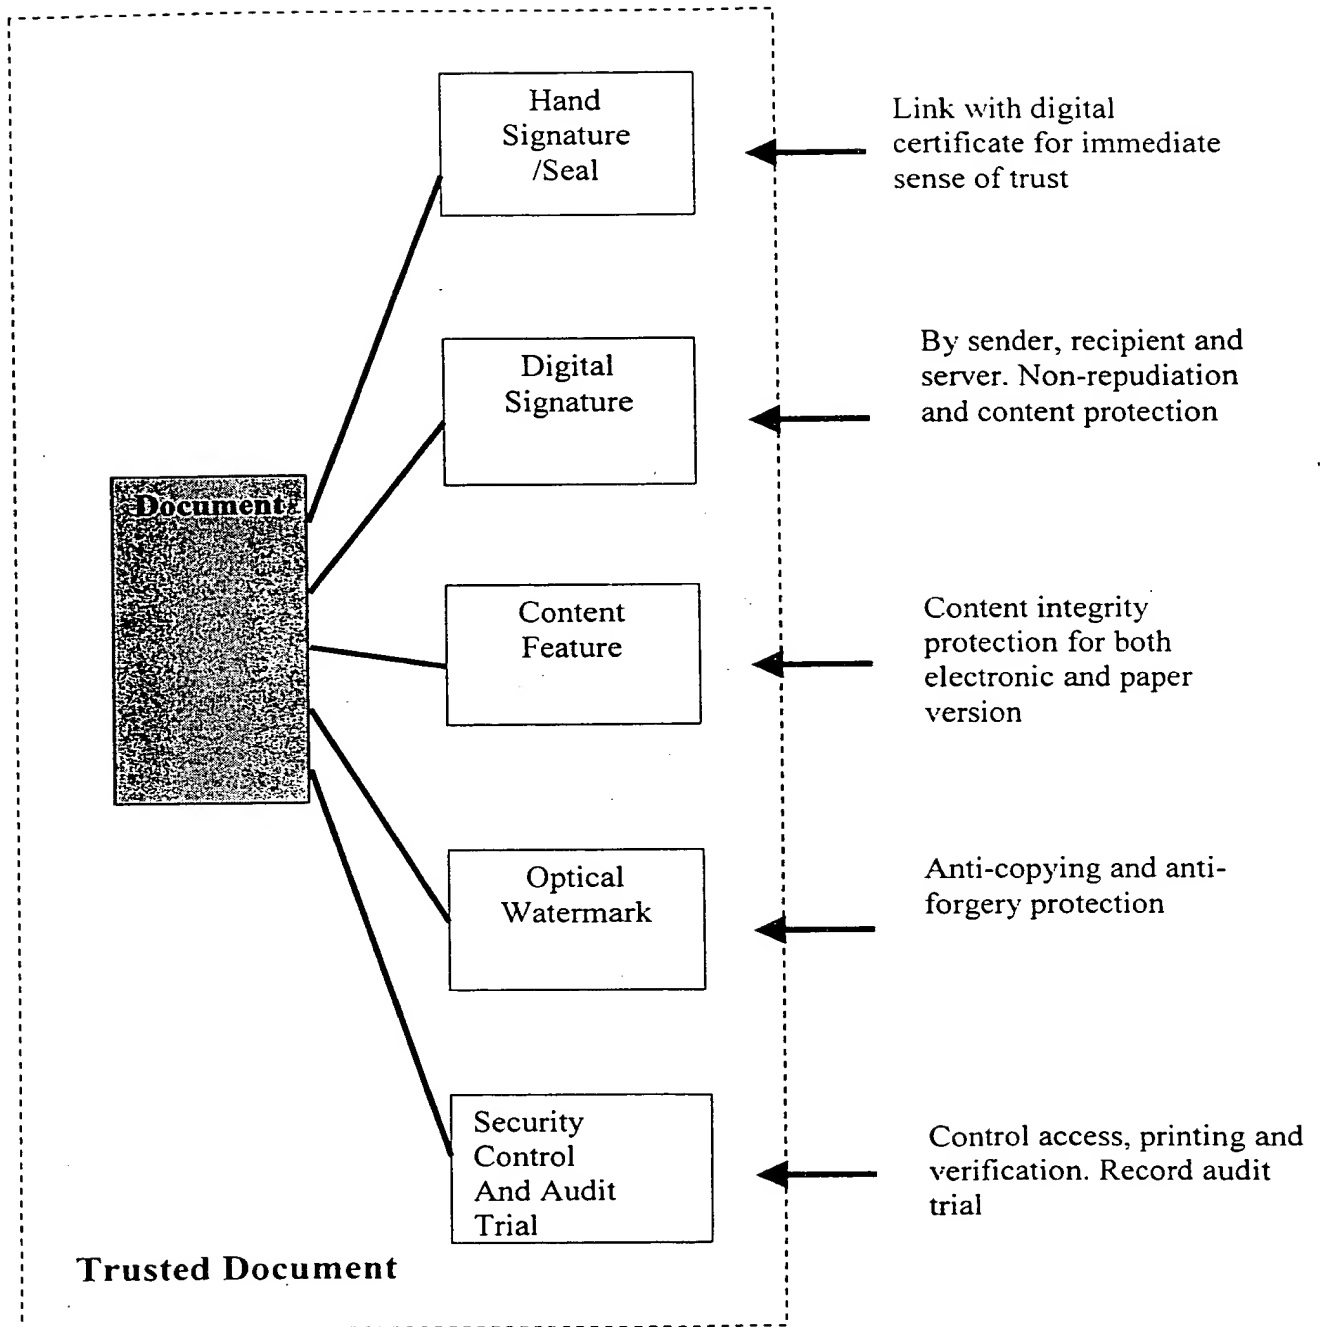 Hand
Signature
/Seal
Link with digital
certificate for immediate
sense of trust
Digital
Signature
By sender, recipient and
server. Non-repudiation
and content protection
Document
Content
Feature
Content integrity
protection for both
electronic and paper
version
Optical
Watermark
Anti-copying and anti-
forgery protection
Security
Control
And Audit
Trial
Control access, printing and
verification. Record audit
trial
Trusted Document